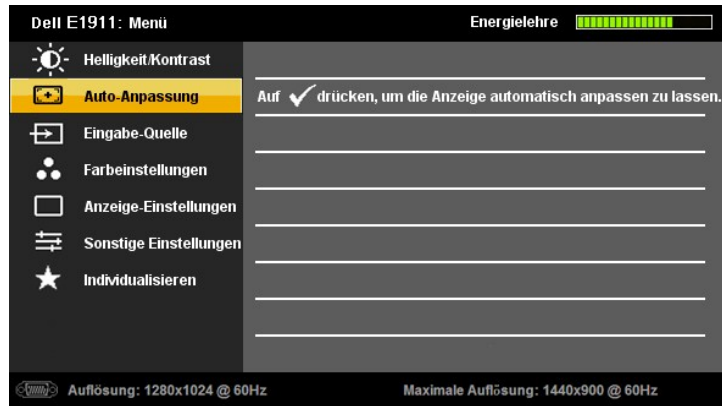 Dell E1911: Menü
Energielehre
Helligkeit/Kontrast
Auto-Anpassung
Auf ✓ drücken, um die Anzeige automatisch anpassen zu lassen.
Eingabe-Quelle
Farbeinstellungen
Anzeige-Einstellungen
Sonstige Einstellungen
Individualisieren
Auflösung: 1280x1024 @ 60Hz
Maximale Auflösung: 1440x900 @ 60Hz